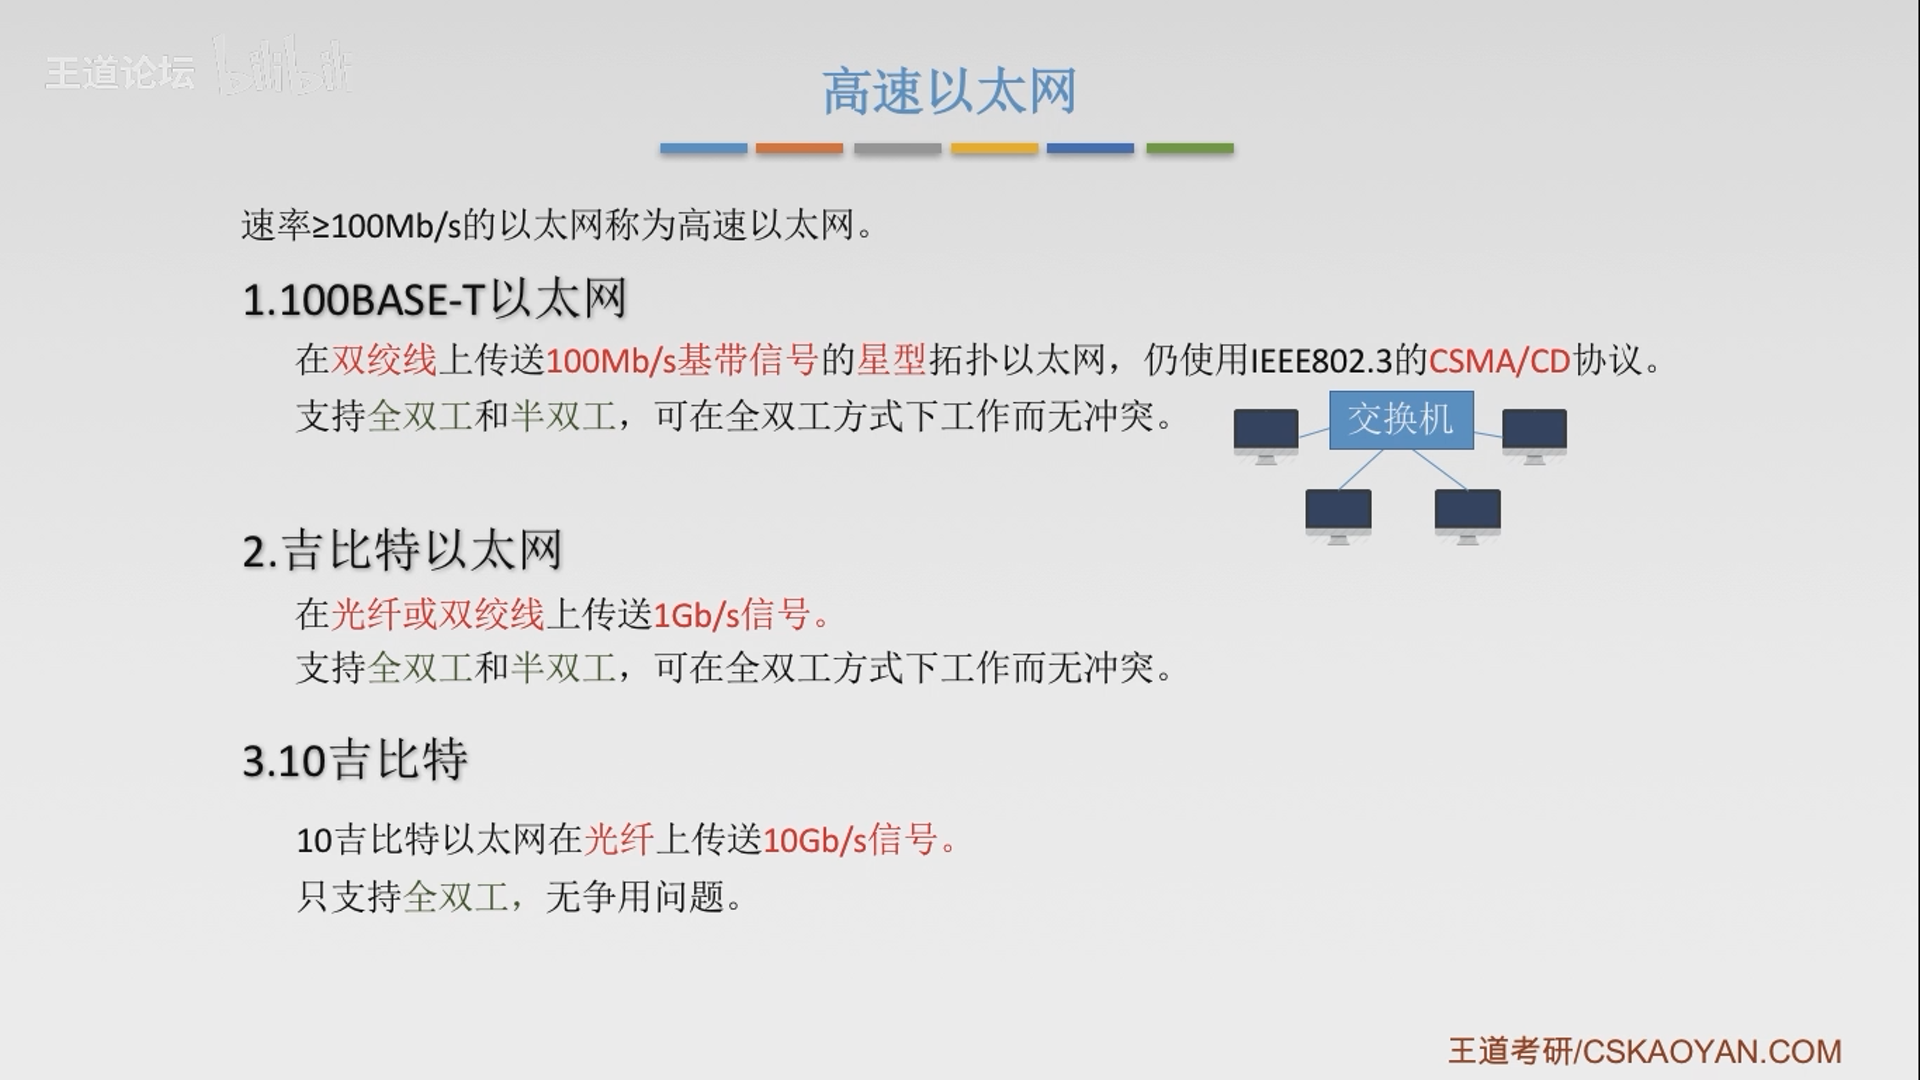 王道论坛 bilibili
高速以太网
速率≥100Mb/s的以太网称为高速以太网。
1.100BASE-T以太网
在双绞线上传送100Mb/s基带信号的星型拓扑以太网，仍使用IEEE802.3的CSMA/CD协议。
支持全双工和半双工，可在全双工方式下工作而无冲突。
交换机
2.吉比特以太网
在光纤或双绞线上传送1Gb/s信号。
支持全双工和半双工，可在全双工方式下工作而无冲突。
3.10吉比特
10吉比特以太网在光纤上传送10Gb/s信号。
只支持全双工，无争用问题。
王道考研/CSKAOYAN.COM